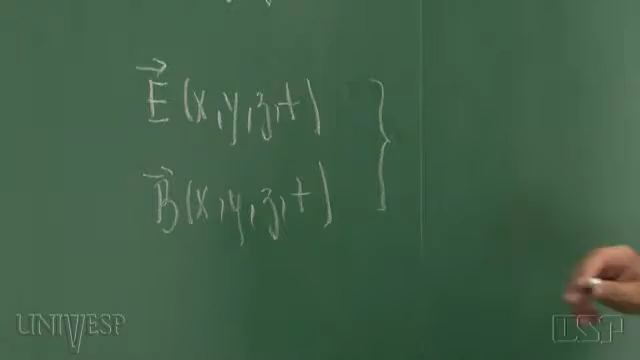 E⃗ (x, y, z, t)
B⃗ (x, y, z, t)
UNIVESP
USP